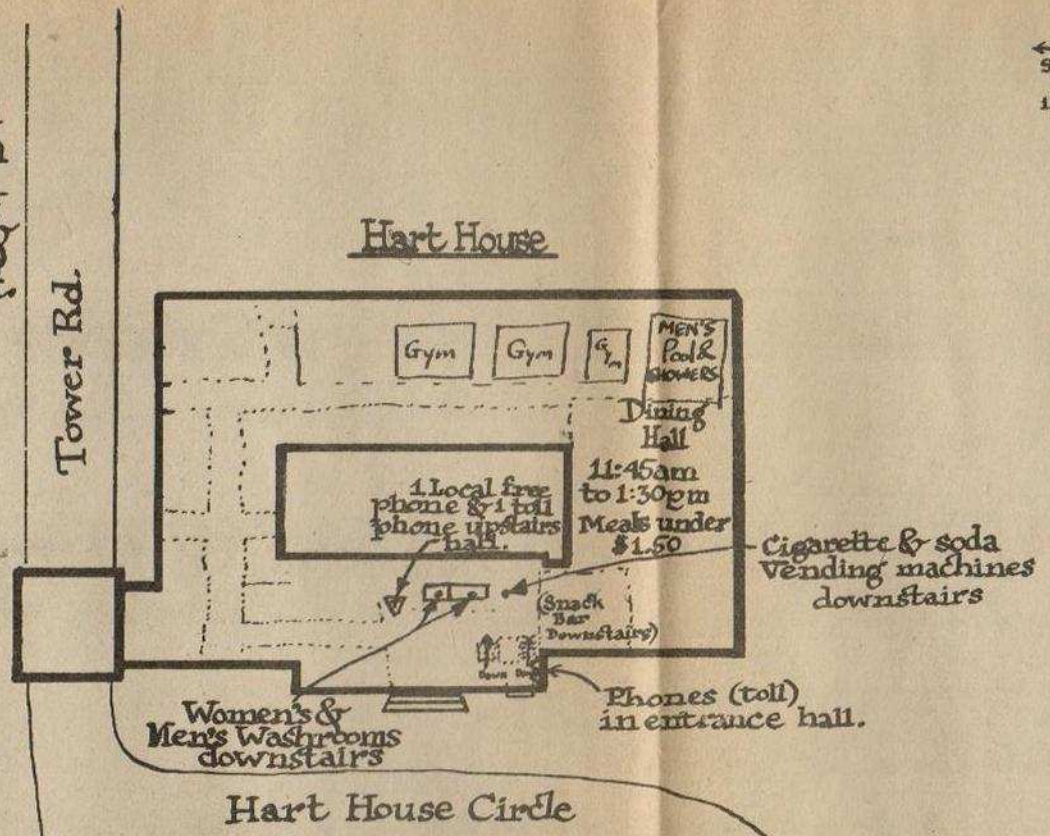 Hart House
Tower Rd.
Gym
Gym
Gym
MEN'S
Pool &
SHOWERS
Dining
Hall
11:45am
to 1:30pm
Meals under
$1.50
1 Local free
phone & 1 toll
phone upstairs
hall.
Cigarette & soda
Vending machines
downstairs
(Snack
Bar
Downstairs)
Down
Phones (toll)
in entrance hall.
Women's &
Men's Washrooms
downstairs
Hart House Circle